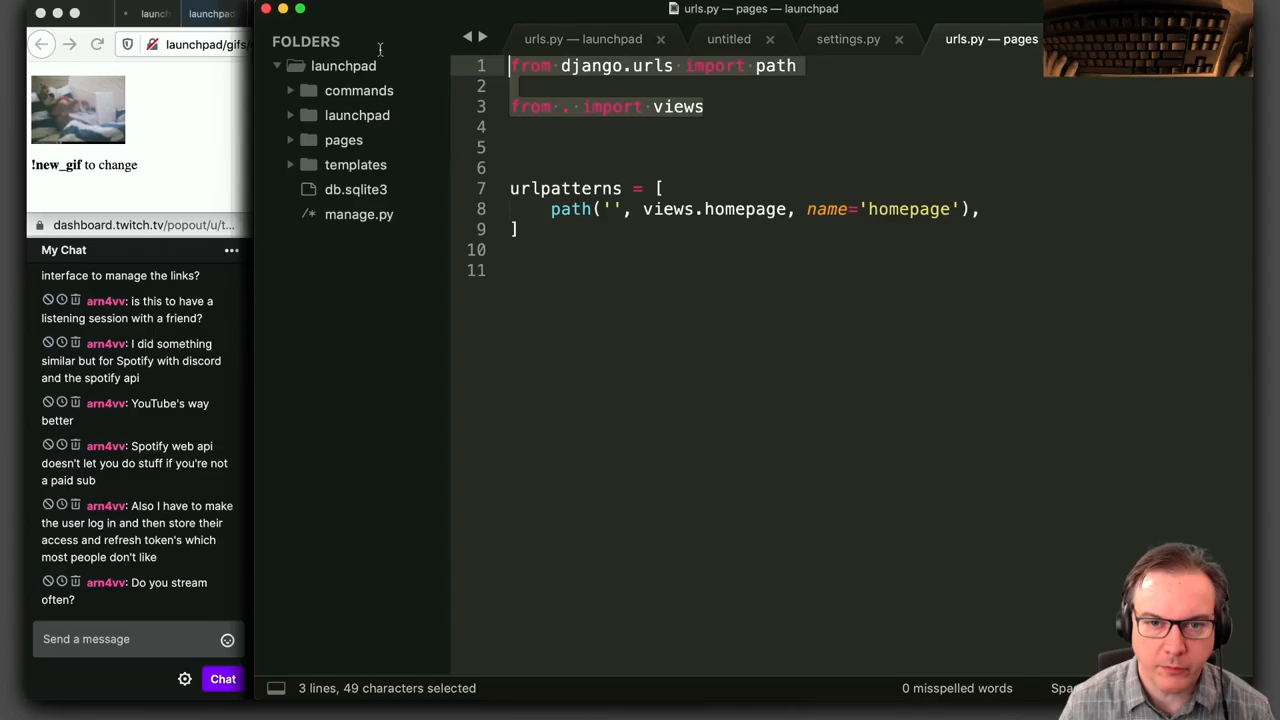 launch
launchpad
launchpad/gifs/
!new_gif to change
dashboard.twitch.tv/popout/u/t...
My Chat
interface to manage the links?
arn4vv: is this to have a
listening session with a friend?
arn4vv: I did something
similar but for Spotify with discord
and the spotify api
arn4vv: YouTube's way
better
arn4vv: Spotify web api
doesn't let you do stuff if you're not
a paid sub
arn4vv: Also I have to make
the user log in and then store their
access and refresh token's which
most people don't like
arn4vv: Do you stream
often?
Send a message
Chat
urls.py — pages — launchpad
FOLDERS
launchpad
commands
launchpad
pages
templates
db.sqlite3
/* manage.py
urls.py — launchpad
untitled
settings.py
urls.py — pages
1 from django.urls import path
2
3 from . import views
4
5
6
7 urlpatterns = [
8 path('', views.homepage, name='homepage'),
9 ]
10
11
3 lines, 49 characters selected
0 misspelled words